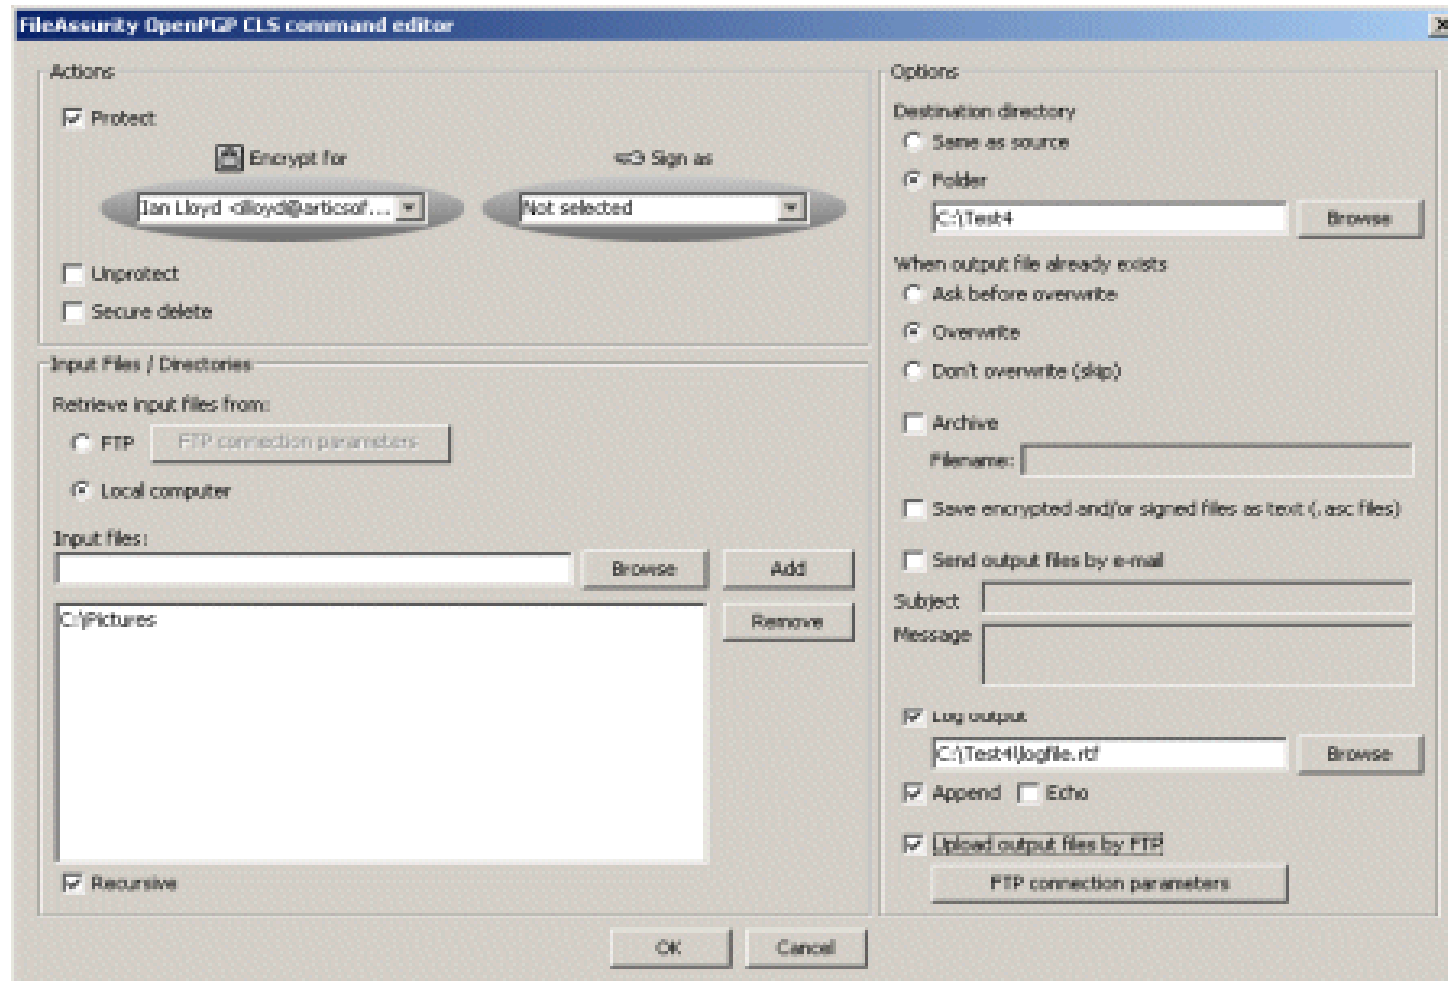 FileAssurity OpenPGP CLS command editor
Actions
Protect
Encrypt for
Sign as
Ian Lloyd <illoyd@articsof...
Not selected
Unprotect
Secure delete
Input Files / Directories
Retrieve input files from:
FTP
FTP connection parameters
Local computer
Input files:
Browse
Add
C:\Pictures
Remove
Recursive
Options
Destination directory
Same as source
Folder
C:\Test4
Browse
When output file already exists
Ask before overwrite
Overwrite
Don't overwrite (skip)
Archive
Filename:
Save encrypted and/or signed files as text (.asc files)
Send output files by e-mail
Subject
Message
Log output
C:\Test4\logfile.rtf
Browse
Append
Echo
Upload output files by FTP
FTP connection parameters
OK
Cancel